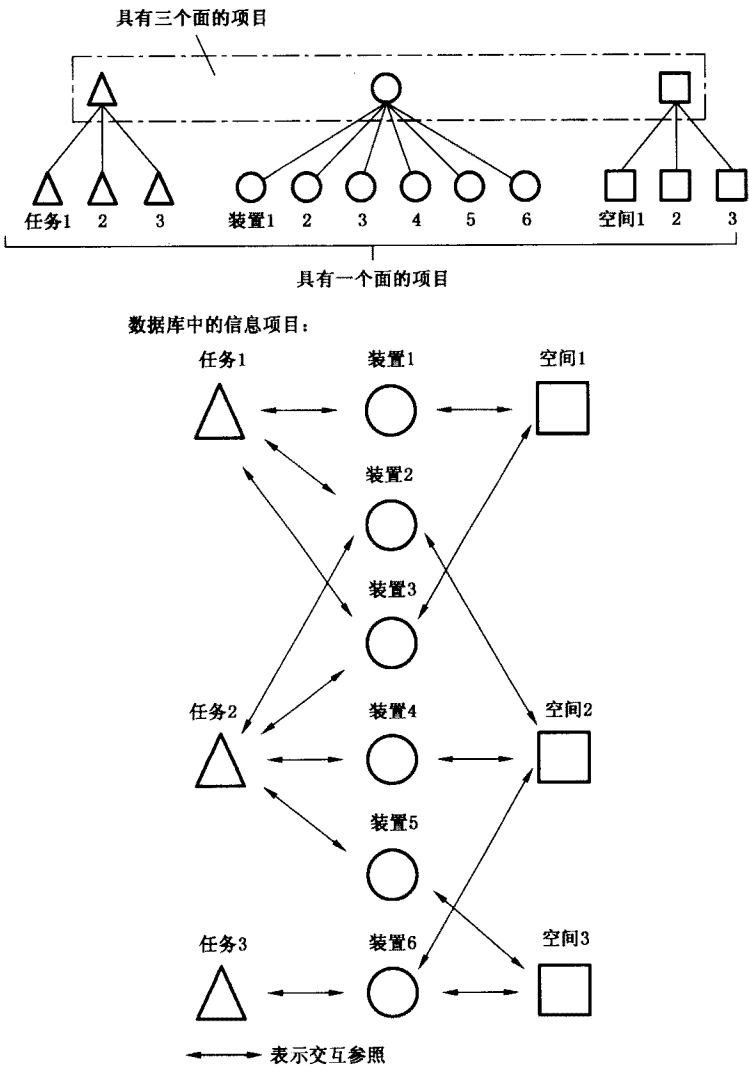 具有三个面的项目
任务1 2 3 装置1 2 3 4 5 6 空间1 2 3
具有一个面的项目
数据库中的信息项目：
任务1 装置1 空间1
装置2
装置3
任务2 装置4 空间2
装置5
任务3 装置6 空间3
表示交互参照